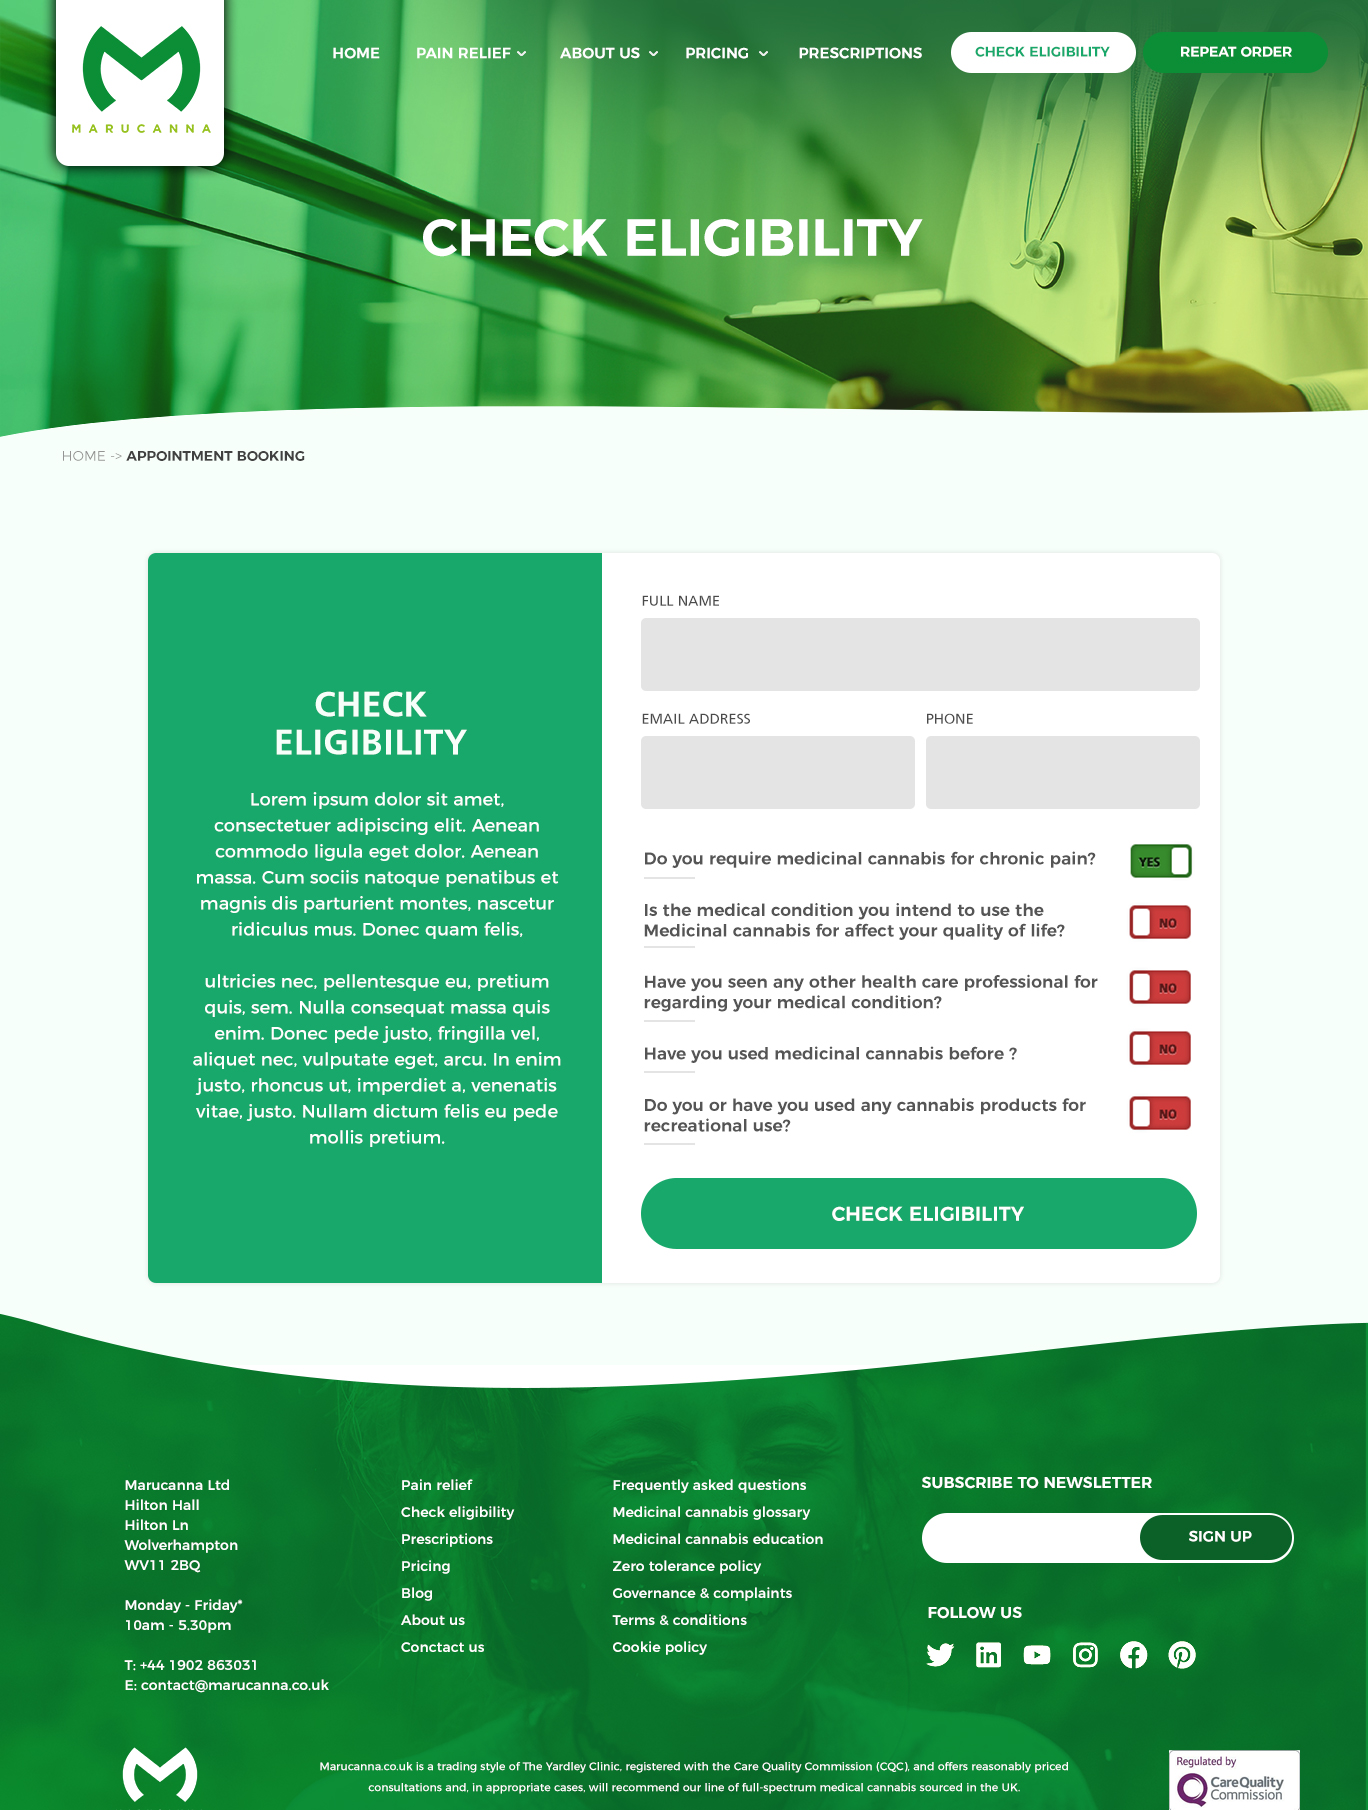 MARUCANNA
HOME
PAIN RELIEF
ABOUT US
PRICING
PRESCRIPTIONS
CHECK ELIGIBILITY
REPEAT ORDER
CHECK ELIGIBILITY
HOME -> APPOINTMENT BOOKING
CHECK
ELIGIBILITY
Lorem ipsum dolor sit amet,
consectetuer adipiscing elit. Aenean
commodo ligula eget dolor. Aenean
massa. Cum sociis natoque penatibus et
magnis dis parturient montes, nascetur
ridiculus mus. Donec quam felis,
ultricies nec, pellentesque eu, pretium
quis, sem. Nulla consequat massa quis
enim. Donec pede justo, fringilla vel,
aliquet nec, vulputate eget, arcu. In enim
justo, rhoncus ut, imperdiet a, venenatis
vitae, justo. Nullam dictum felis eu pede
mollis pretium.
FULL NAME
EMAIL ADDRESS
PHONE
Do you require medicinal cannabis for chronic pain?
YES
Is the medical condition you intend to use the
Medicinal cannabis for affect your quality of life?
NO
Have you seen any other health care professional for
regarding your medical condition?
NO
Have you used medicinal cannabis before ?
NO
Do you or have you used any cannabis products for
recreational use?
NO
CHECK ELIGIBILITY
Marucanna Ltd
Hilton Hall
Hilton Ln
Wolverhampton
WV11 2BQ
Monday - Friday*
10am - 5.30pm
T: +44 1902 863031
E: contact@marucanna.co.uk
Pain relief
Check eligibility
Prescriptions
Pricing
Blog
About us
Conctact us
Frequently asked questions
Medicinal cannabis glossary
Medicinal cannabis education
Zero tolerance policy
Governance & complaints
Terms & conditions
Cookie policy
SUBSCRIBE TO NEWSLETTER
SIGN UP
FOLLOW US
Marucanna.co.uk is a trading style of The Yardley Clinic, registered with the Care Quality Commission (CQC), and offers reasonably priced
consultations and, in appropriate cases, will recommend our line of full-spectrum medical cannabis sourced in the UK.
Regulated by
CareQuality
Commission